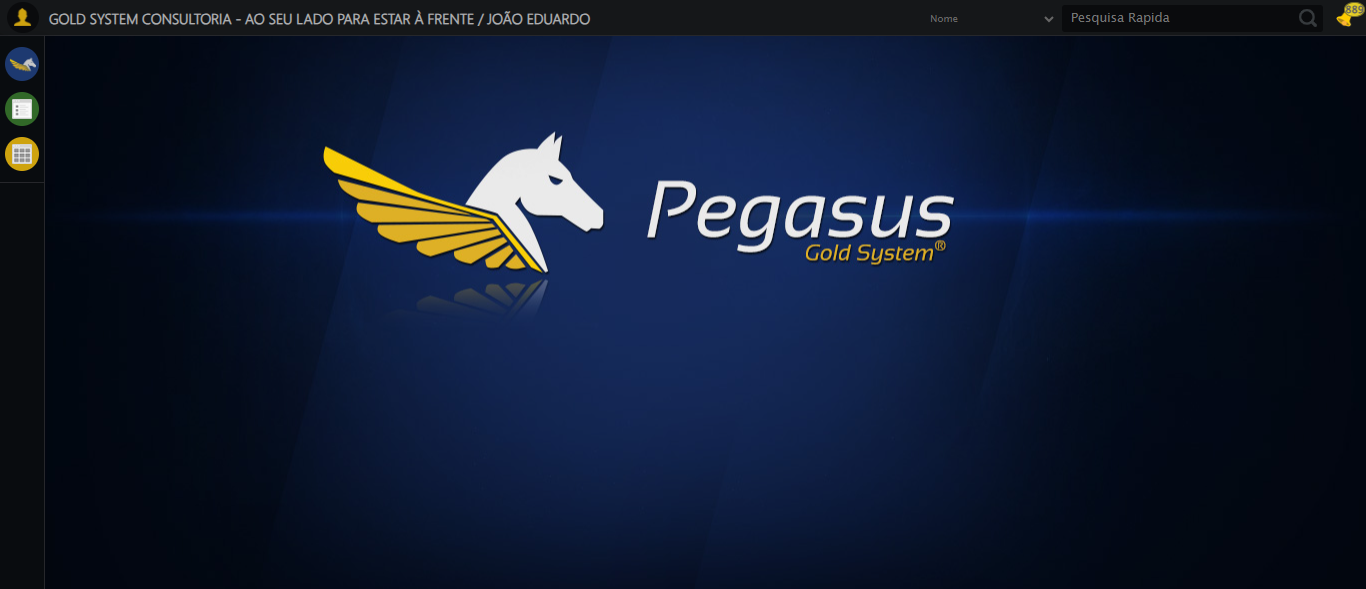 GOLD SYSTEM CONSULTORIA - AO SEU LADO PARA ESTAR À FRENTE / JOÃO EDUARDO
Nome
Pesquisa Rapida
889
Pegasus
Gold System®